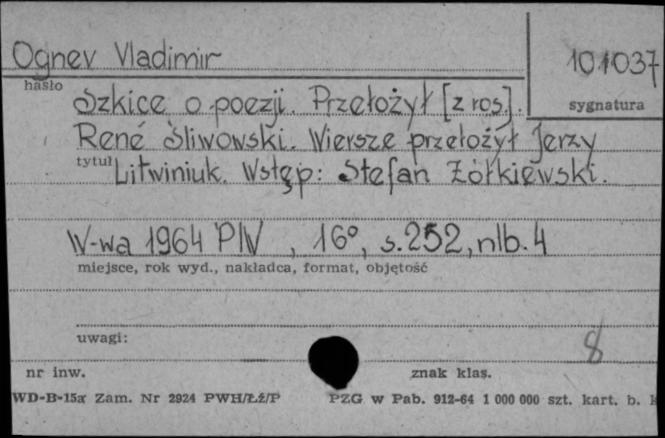 Ognev Vladimir
101037
hasło
sygnatura
Szkice o poezji. Przełożył [z ros].
René Śliwowski. Wiersze przełożył Jerzy
tytuł Litwiniuk. Wstęp: Stefan Żółkiewski.
W-wa 1964 PIW , 16°, s. 252, nlb. 4
miejsce, rok wyd., nakładca, format, objętość
uwagi:
8
nr inw.
znak klas.
WD-B-15a Zam. Nr 2924 PWH/Łź/P PZG w Pab. 912-64 1 000 000 szt. kart. b. k